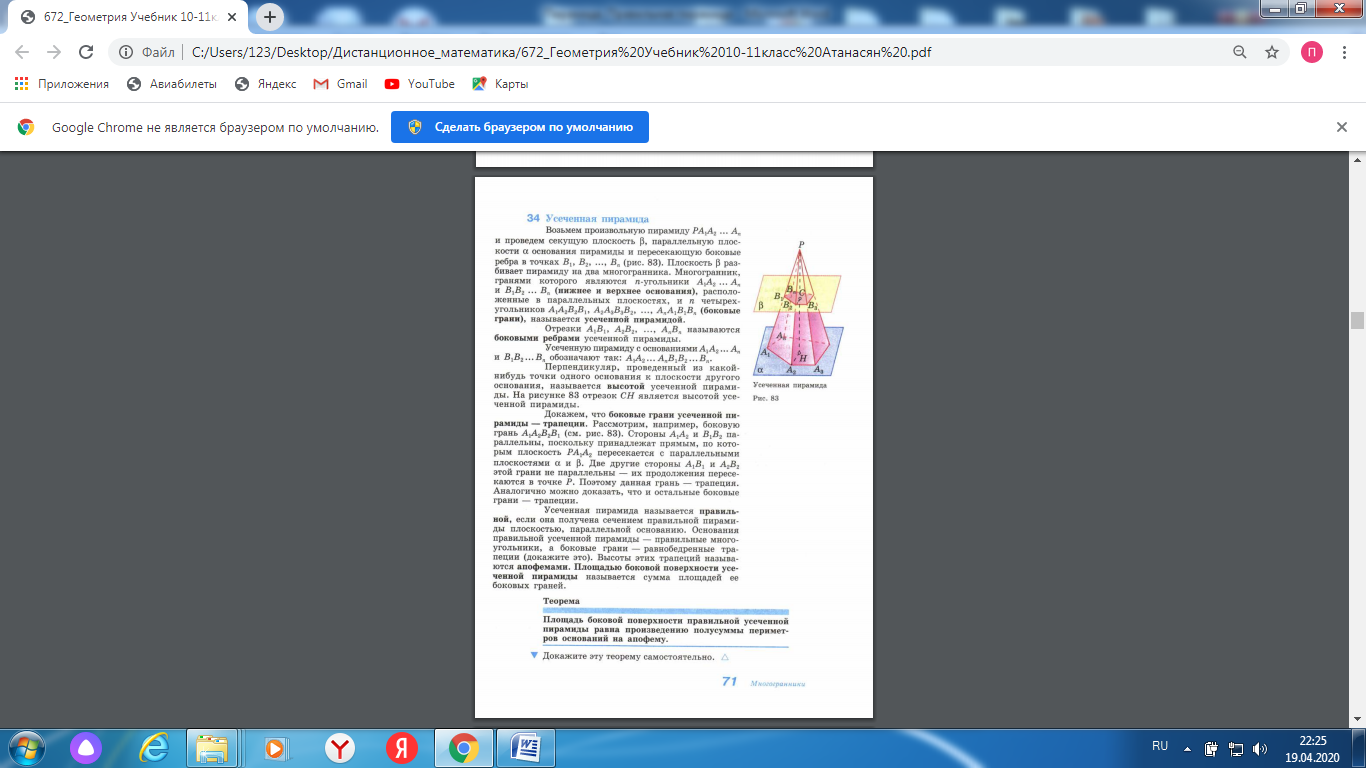 672_Геометрия Учебник 10-11к
Файл | C:/Users/123/Desktop/Дистанционное_математика/672_Геометрия%20Учебник%2010-11класс%20Атанасян%20.pdf
П
Приложения Авиабилеты Яндекс Gmail YouTube Карты
Google Chrome не является браузером по умолчанию. Сделать браузером по умолчанию
34 Усеченная пирамида
Возьмем произвольную пирамиду PA₁A₂ ... Aₙ
и проведем секущую плоскость β, параллельную плос-
кости α основания пирамиды и пересекающую боковые
ребра в точках B₁, B₂, ..., Bₙ (рис. 83). Плоскость β раз-
бивает пирамиду на два многогранника. Многогранник,
гранями которого являются n-угольники A₁A₂ ... Aₙ
и B₁B₂ ... Bₙ (нижнее и верхнее основания), располо-
женные в параллельных плоскостях, и n четырех-
угольников A₁A₂B₂B₁, A₂A₃B₃B₂, ..., AₙA₁B₁Bₙ (боковые
грани), называется усеченной пирамидой.
Отрезки A₁B₁, A₂B₂, ..., AₙBₙ называются
боковыми ребрами усеченной пирамиды.
Усеченную пирамиду с основаниями A₁A₂ ... Aₙ
и B₁B₂ ... Bₙ обозначают так: A₁A₂ ... AₙB₁B₂ ... Bₙ.
Перпендикуляр, проведенный из какой-
нибудь точки одного основания к плоскости другого
основания, называется высотой усеченной пирами-
ды. На рисунке 83 отрезок CH является высотой усе-
ченной пирамиды.
Докажем, что боковые грани усеченной пи-
рамиды — трапеции. Рассмотрим, например, боковую
грань A₁A₂B₂B₁ (см. рис. 83). Стороны A₁A₂ и B₁B₂ па-
раллельны, поскольку принадлежат прямым, по кото-
рым плоскость PA₁A₂ пересекается с параллельными
плоскостями α и β. Две другие стороны A₁B₁ и A₂B₂
этой грани не параллельны — их продолжения пересе-
каются в точке P. Поэтому данная грань — трапеция.
Аналогично можно доказать, что и остальные боковые
грани — трапеции.
Усеченная пирамида называется правиль-
ной, если она получена сечением правильной пирами-
ды плоскостью, параллельной основанию. Основания
правильной усеченной пирамиды — правильные много-
угольники, а боковые грани — равнобедренные тра-
пеции (докажите это). Высоты этих трапеций называ-
ются апофемами. Площадью боковой поверхности усе-
ченной пирамиды называется сумма площадей ее
боковых граней.
P
Bₙ C
B₁
β B₂ B₃
Aₙ
A₁ H
α A₂ A₃
Усеченная пирамида
Рис. 83
Теорема
Площадь боковой поверхности правильной усеченной
пирамиды равна произведению полусуммы перимет-
ров оснований на апофему.
Докажите эту теорему самостоятельно.
71 Многогранники
RU
22:25
19.04.2020